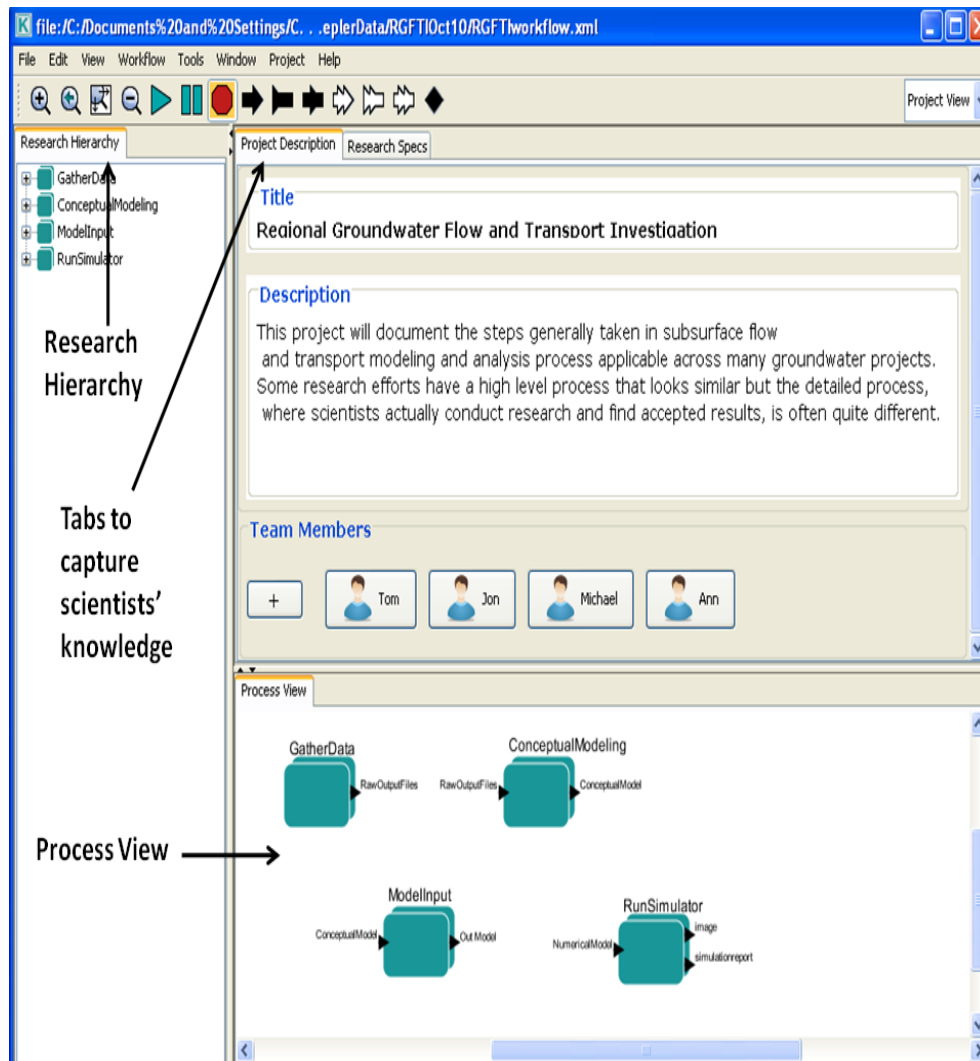 file:/C:/Documents%20and%20Settings/C. . .eplerData/RGFTIOct10/RGFTIworkflow.xml
File Edit View Workflow Tools Window Project Help
Project View
Research Hierarchy
Project Description Research Specs
GatherData
ConceptualModeling
ModelInput
RunSimulator
Title
Regional Groundwater Flow and Transport Investigation
Description
This project will document the steps generally taken in subsurface flow
and transport modeling and analysis process applicable across many groundwater projects.
Some research efforts have a high level process that looks similar but the detailed process,
where scientists actually conduct research and find accepted results, is often quite different.
Research
Hierarchy
Tabs to
capture
scientists’
knowledge
Team Members
+ Tom Jon Michael Ann
Process View
GatherData
RawOutputFiles
ConceptualModeling
RawOutputFiles
ConceptualModel
Process View
ModelInput
ConceptualModel
Out Model
RunSimulator
NumericalModel
image
simulationreport